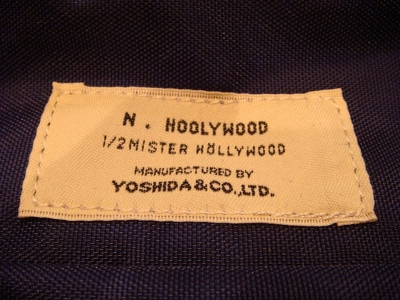 N. HOOLYWOOD
1/2 MISTER HÖLLYWOOD
MANUFACTURED BY
YOSHIDA & CO., LTD.